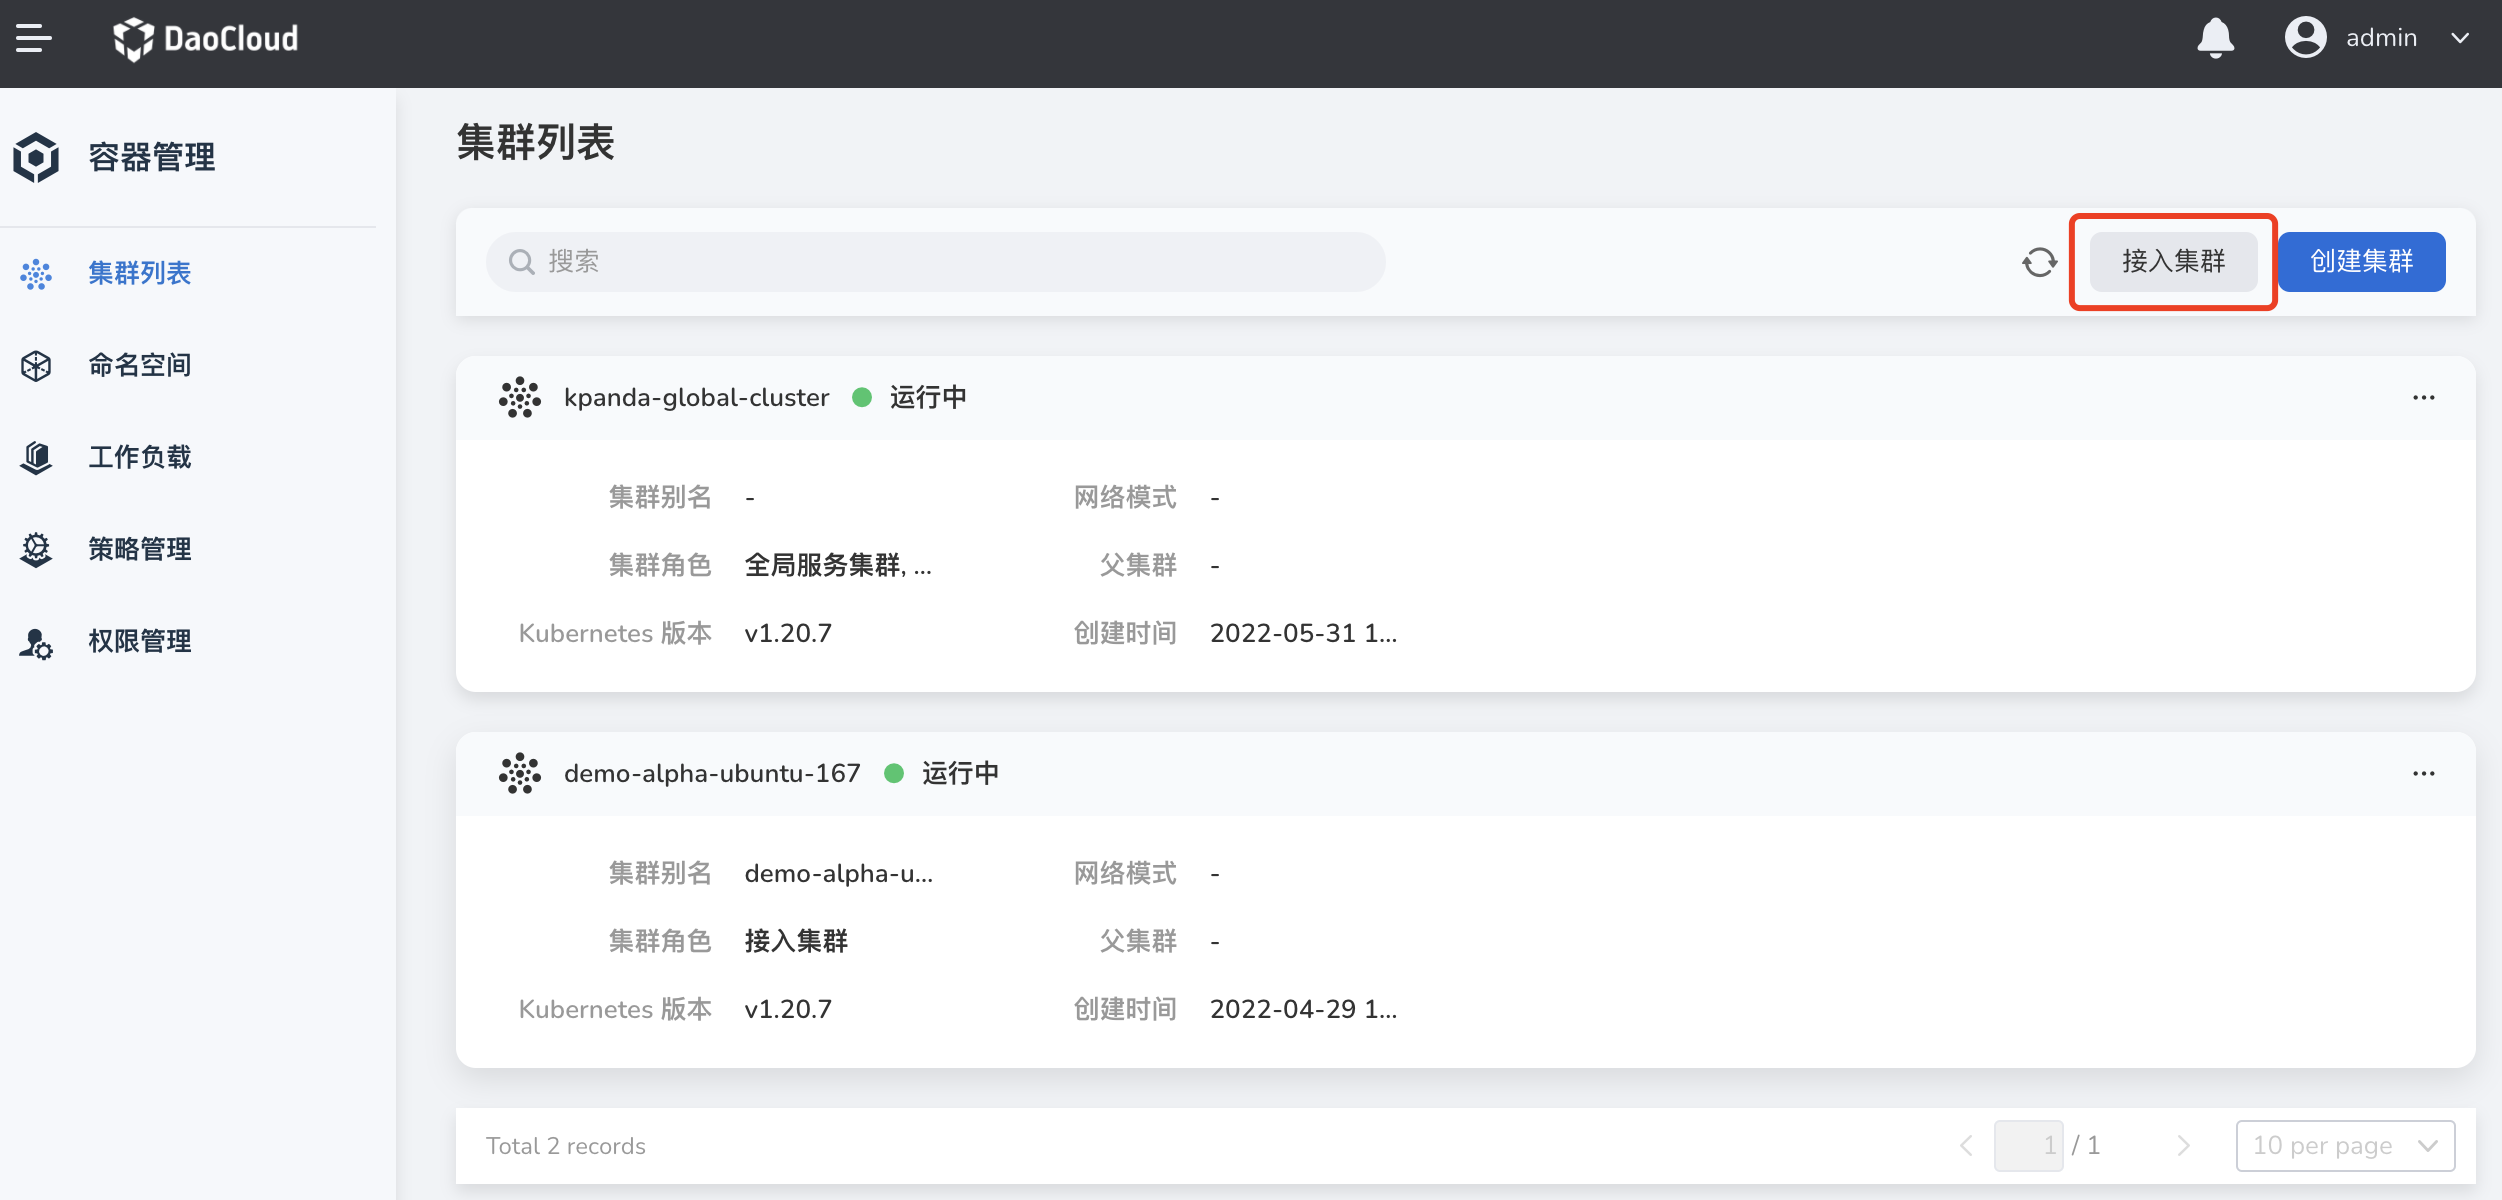 DaoCloud
admin
容器管理
集群列表
命名空间
工作负载
策略管理
权限管理
集群列表
搜索
接入集群
创建集群
kpanda-global-cluster 运行中
集群别名 - 网络模式 -
集群角色 全局服务集群, ... 父集群 -
Kubernetes 版本 v1.20.7 创建时间 2022-05-31 1...
demo-alpha-ubuntu-167 运行中
集群别名 demo-alpha-u... 网络模式 -
集群角色 接入集群 父集群 -
Kubernetes 版本 v1.20.7 创建时间 2022-04-29 1...
Total 2 records
1 / 1
10 per page